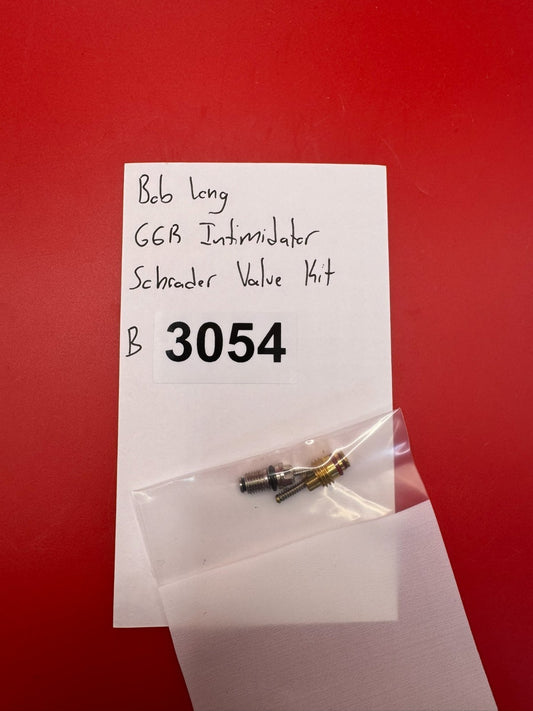 Bob Long
G6R Intimidator
Schrader Valve Kit
B 3054